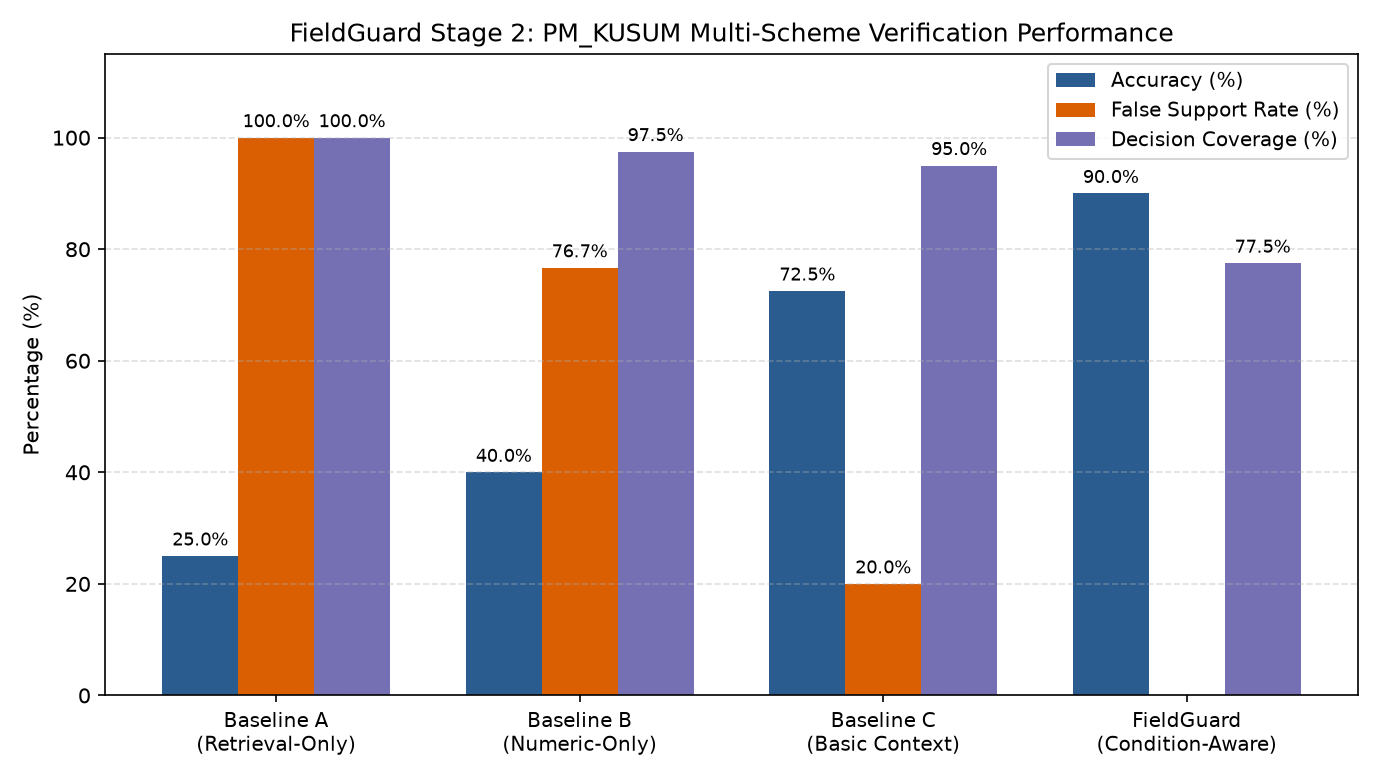 FieldGuard Stage 2: PM_KUSUM Multi-Scheme Verification Performance
Accuracy (%)
False Support Rate (%)
Decision Coverage (%)
Percentage (%)
100
80
60
40
20
0
25.0%
100.0%
100.0%
40.0%
76.7%
97.5%
72.5%
20.0%
95.0%
90.0%
77.5%
Baseline A
(Retrieval-Only)
Baseline B
(Numeric-Only)
Baseline C
(Basic Context)
FieldGuard
(Condition-Aware)